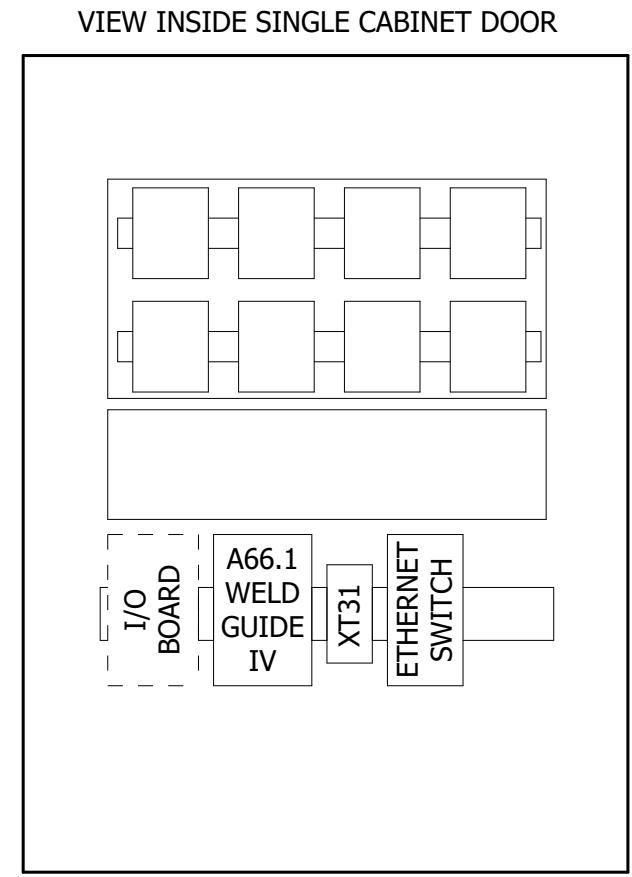 VIEW INSIDE SINGLE CABINET DOOR
I/O
BOARD
A66.1
WELD
GUIDE
IV
XT31
ETHERNET
SWITCH